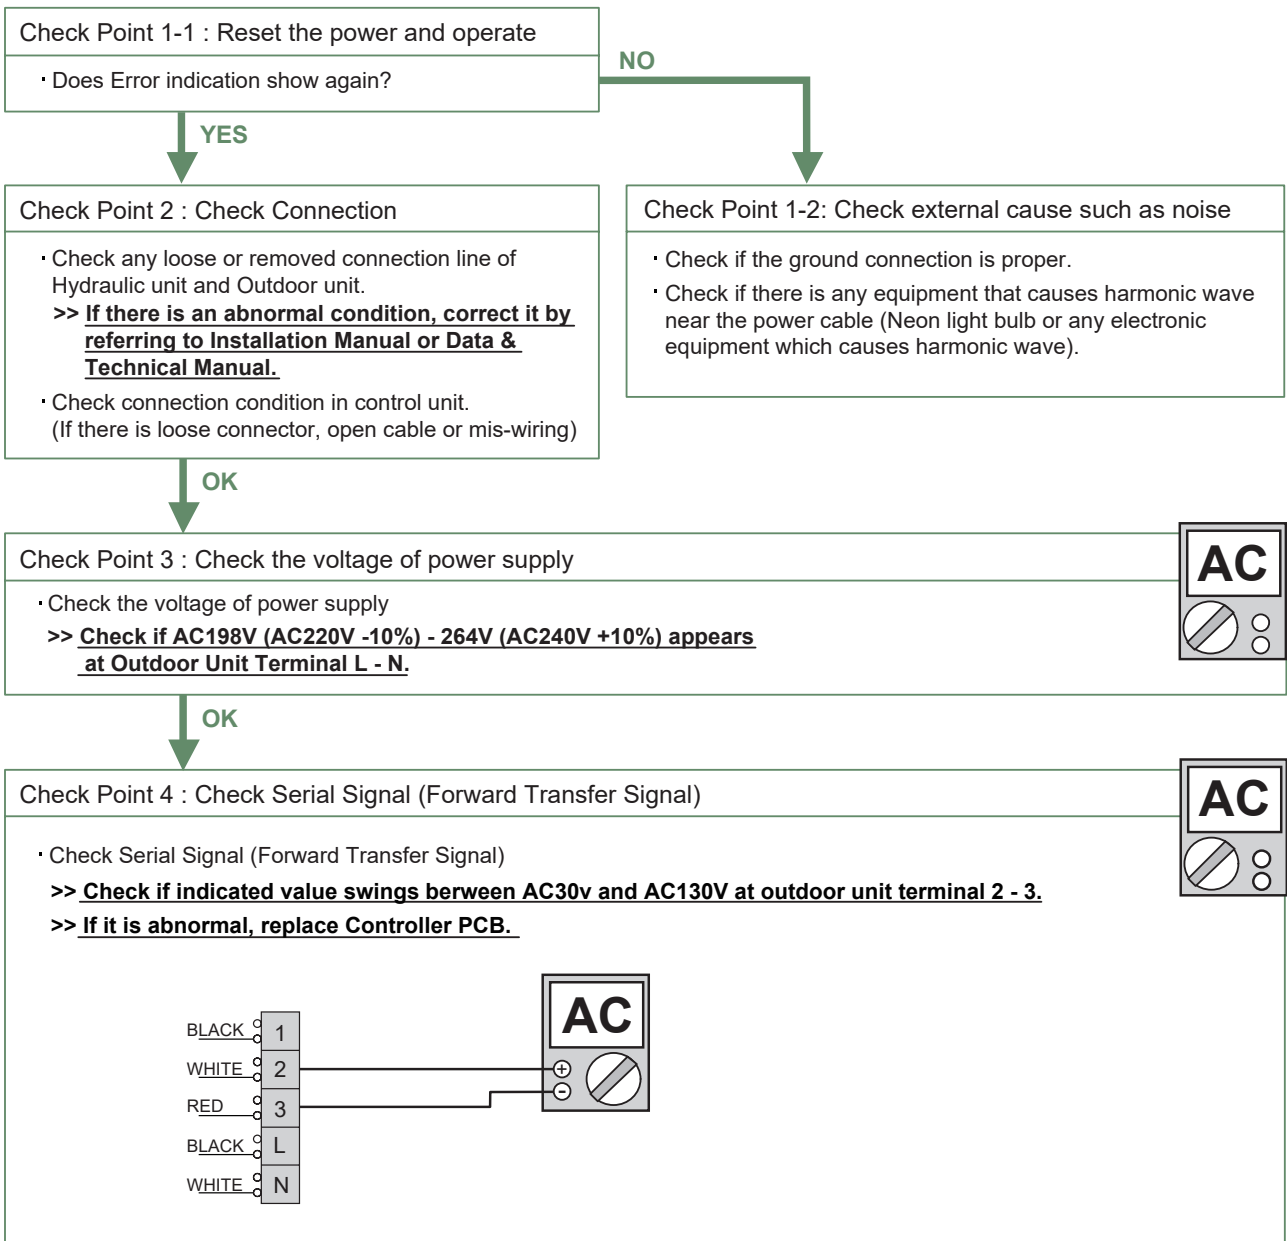 Check Point 1-1 : Reset the power and operate
· Does Error indication show again?
NO
YES
Check Point 2 : Check Connection
· Check any loose or removed connection line of
Hydraulic unit and Outdoor unit.
>> If there is an abnormal condition, correct it by
referring to Installation Manual or Data &
Technical Manual.
· Check connection condition in control unit.
(If there is loose connector, open cable or mis-wiring)
Check Point 1-2: Check external cause such as noise
· Check if the ground connection is proper.
· Check if there is any equipment that causes harmonic wave
near the power cable (Neon light bulb or any electronic
equipment which causes harmonic wave).
OK
Check Point 3 : Check the voltage of power supply
AC
· Check the voltage of power supply
>> Check if AC198V (AC220V -10%) - 264V (AC240V +10%) appears
at Outdoor Unit Terminal L - N.
OK
Check Point 4 : Check Serial Signal (Forward Transfer Signal)
AC
· Check Serial Signal (Forward Transfer Signal)
>> Check if indicated value swings berween AC30v and AC130V at outdoor unit terminal 2 - 3.
>> If it is abnormal, replace Controller PCB.
AC
+
-
BLACK 1
WHITE 2
RED 3
BLACK L
WHITE N